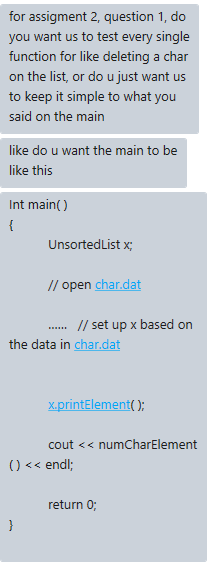 for assigment 2, question 1, do
you want us to test every single
function for like deleting a char
on the list, or do u just want us
to keep it simple to what you
said on the main
like do u want the main to be
like this
Int main( )
{
UnsortedList x;
// open char.dat
...... // set up x based on
the data in char.dat
x.printElement( );
cout << numCharElement
( ) << endl;
return 0;
}